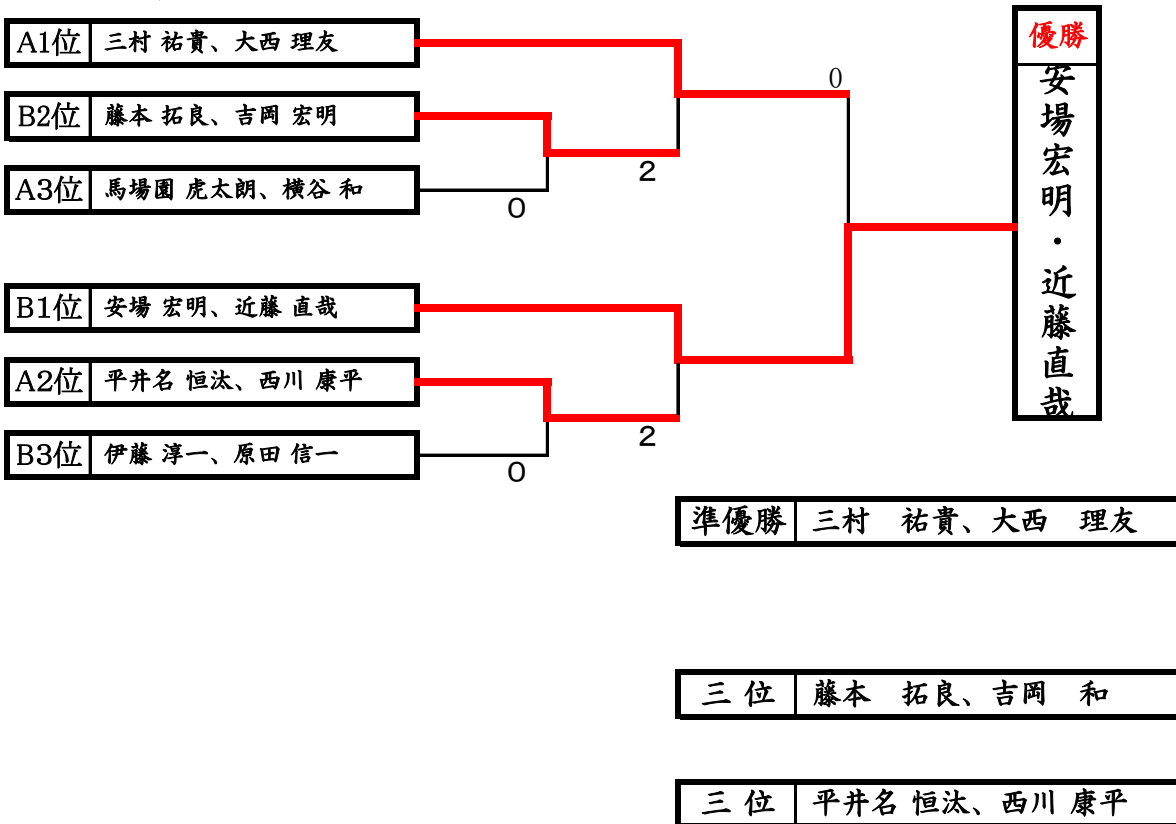 A1位 三村 祐貴、大西 理友
B2位 藤本 拓良、吉岡 宏明
A3位 馬場園 虎太朗、横谷 和
0
2
0
B1位 安場 宏明、近藤 直哉
A2位 平井名 恒汰、西川 康平
B3位 伊藤 淳一、原田 信一
2
0
優勝
安場宏明・近藤直哉
準優勝 三村 祐貴、大西 理友
三 位 藤本 拓良、吉岡 和
三 位 平井名 恒汰、西川 康平